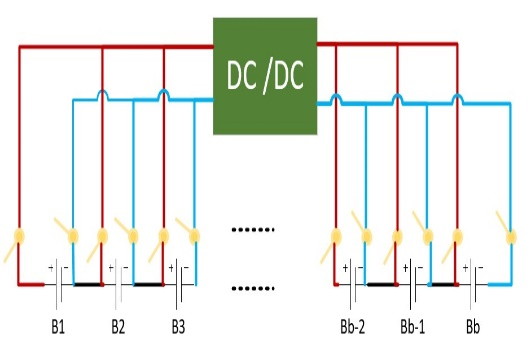 DC /DC
+ - + - + - + - + - + -
B1 B2 B3 Bb-2 Bb-1 Bb